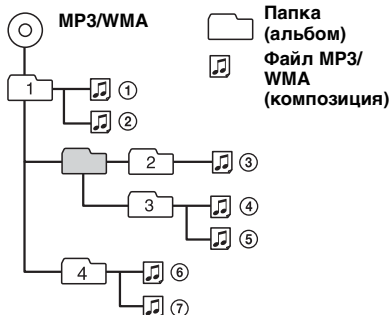 MP3/WMA
Папка
(альбом)
Файл MP3/
WMA
(композиция)
1
①
②
2
③
3
④
⑤
4
⑥
⑦